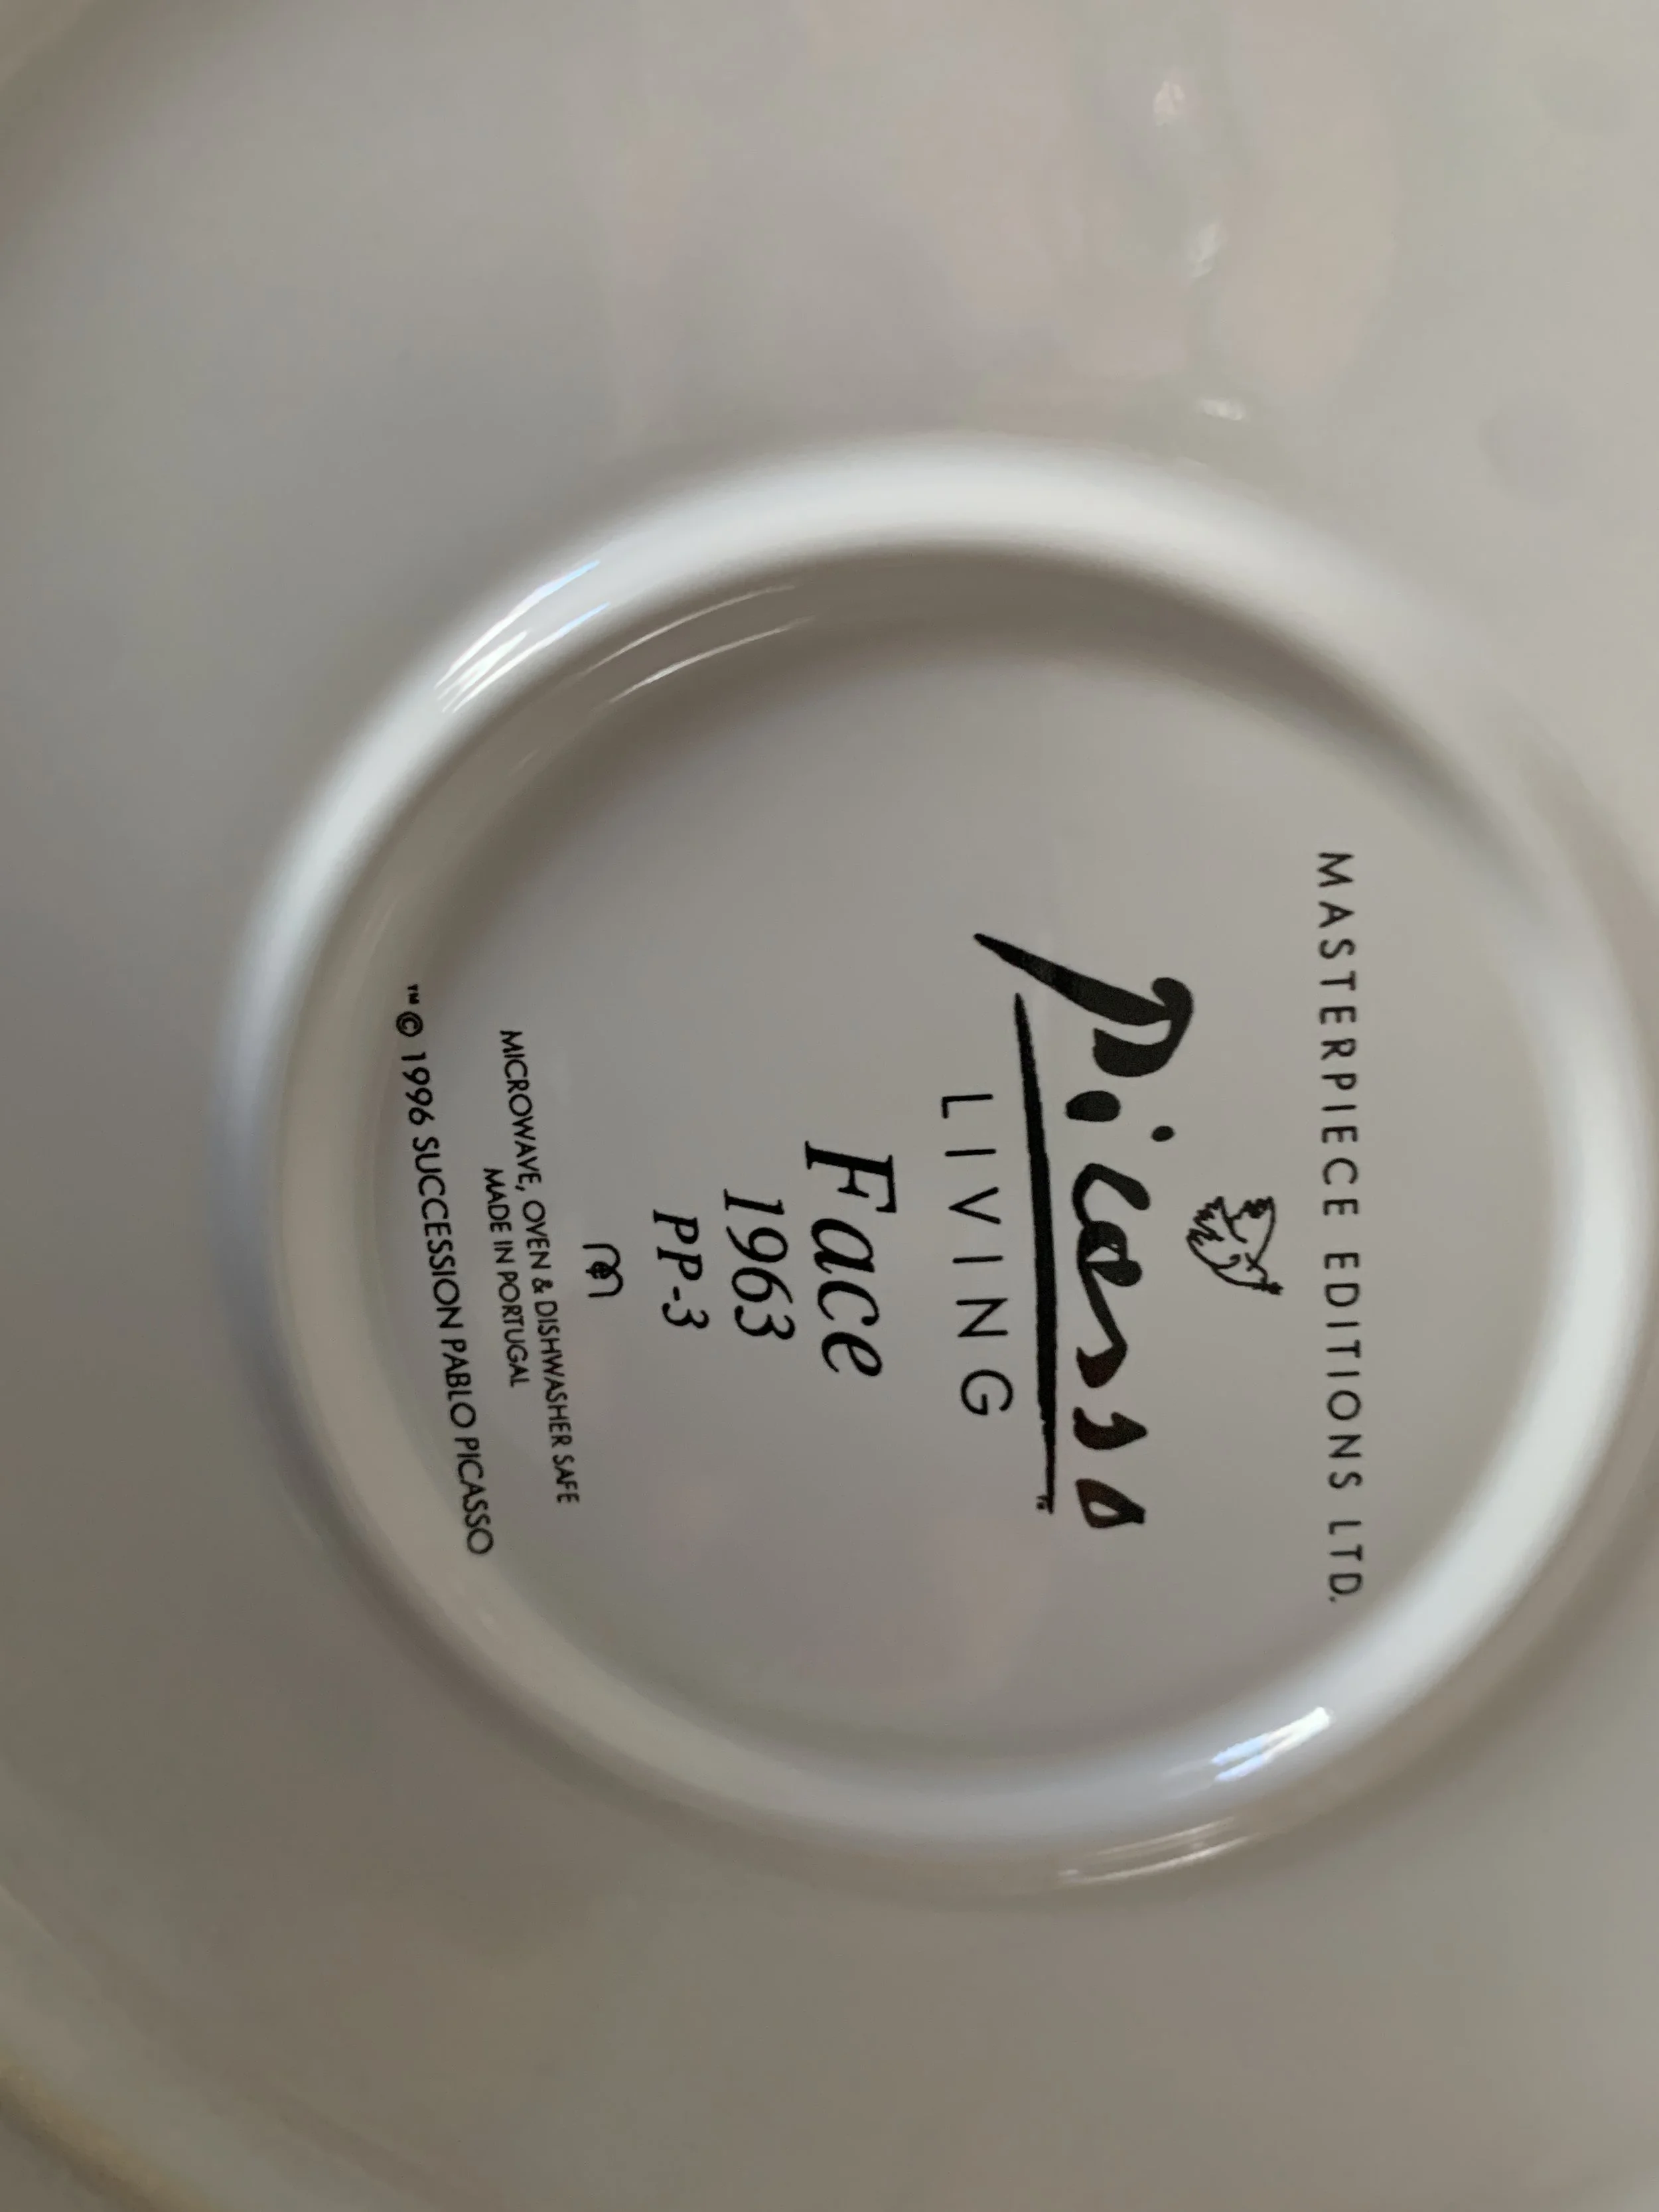 MASTERPIECE EDITIONS LTD.
Picasso
LIVING
Face
1963
PP-3
MICROWAVE, OVEN & DISHWASHER SAFE
MADE IN PORTUGAL
™ © 1996 SUCCESSION PABLO PICASSO